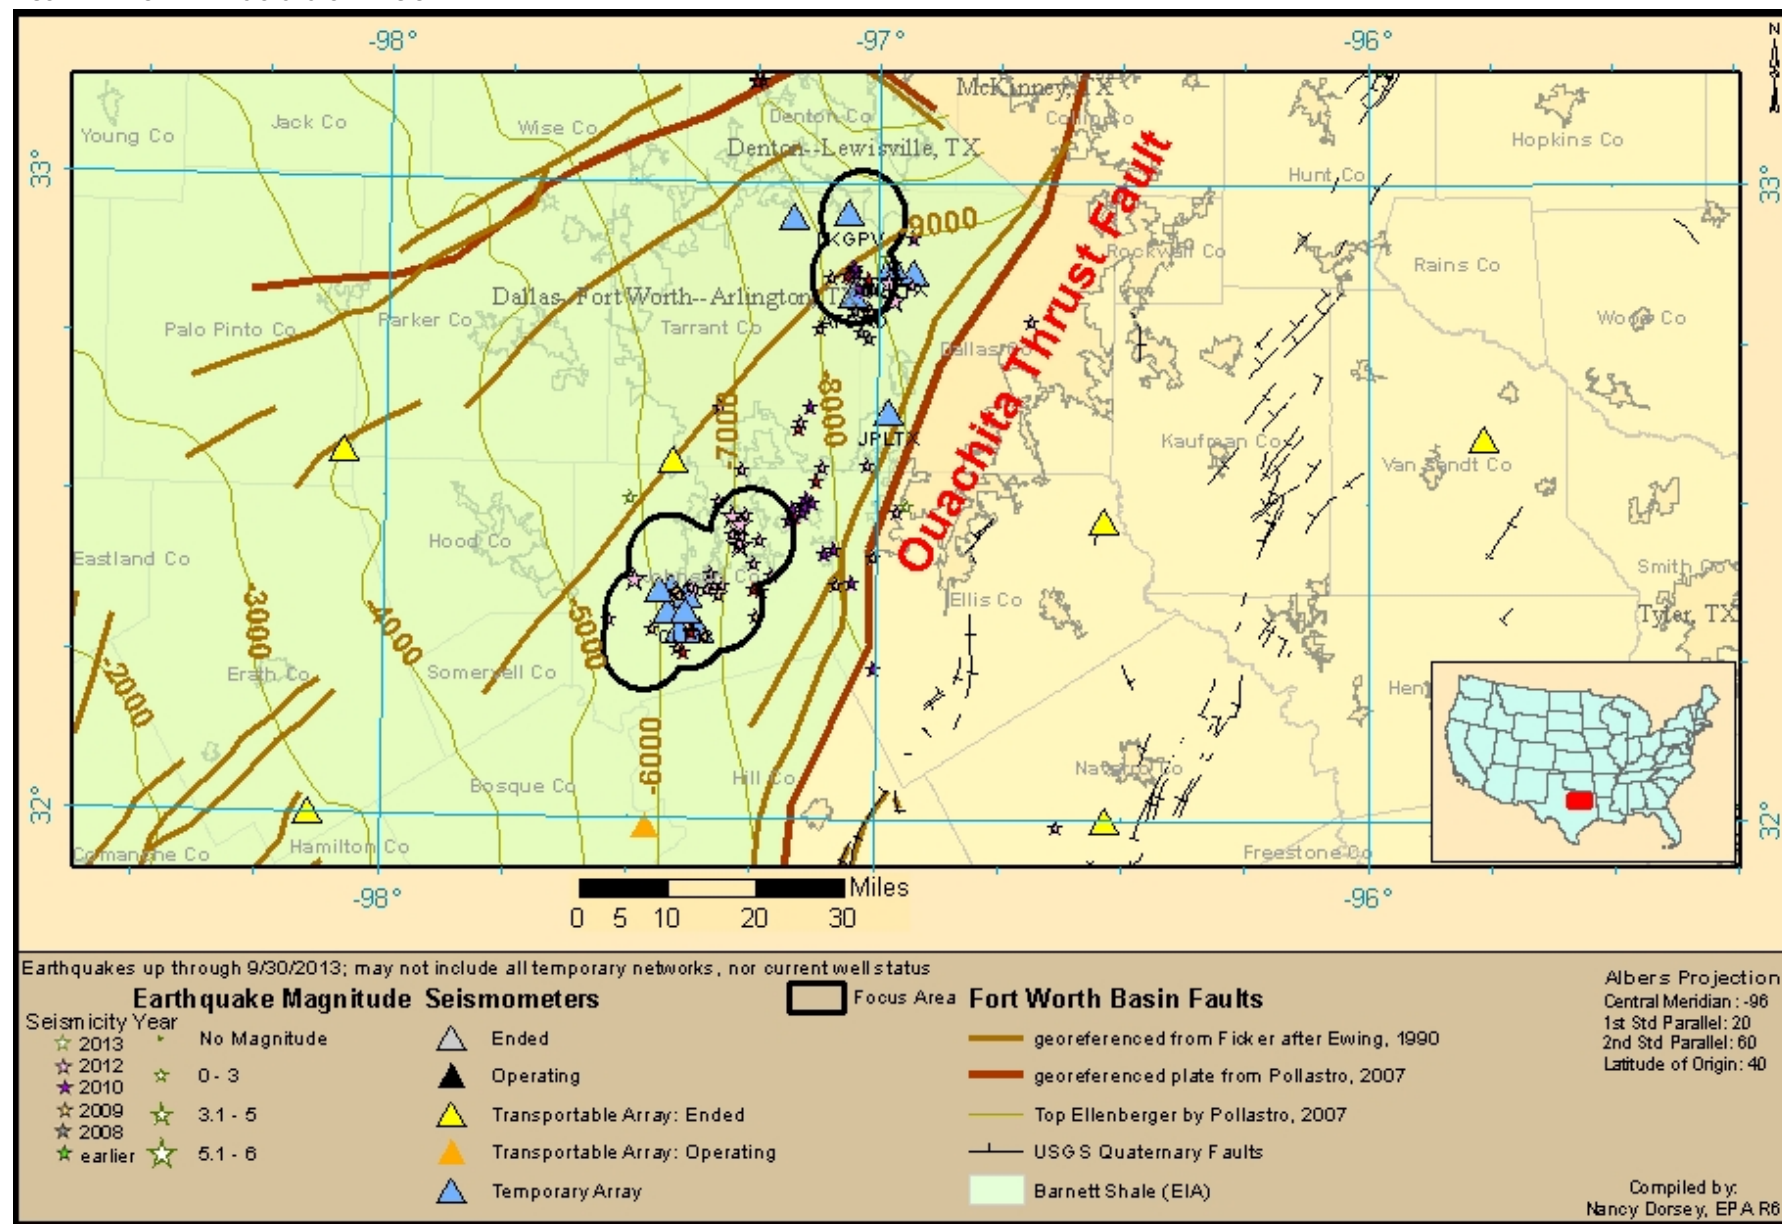 -98°
-97°
-96°
N
McKinney, TX
Young Co
Jack Co
Wise Co
Denton Co
Hopkins Co
Denton--Lewisville, TX
33°
Hunt Co
33°
-9000
KGPV
Rockwall Co
Rains Co
Dallas--Fort Worth--Arlington, TX
Palo Pinto Co
Parker Co
Tarrant Co
Wood Co
Dallas Co
Ouachita Thrust Fault
-8000
-7000
JPLTX
Kaufman Co
Van Sandt Co
Eastland Co
Hood Co
Johnson Co
Smith Co
Ellis Co
Tyler, TX
-3000
-4000
-5000
-2000
Erath Co
Somervell Co
Hen
-6000
Bosque Co
Hill Co
Navarro Co
32°
32°
Comanche Co
Hamilton Co
Freestone Co
-98°
Miles
-96°
0 5 10 20 30
Earthquakes up through 9/30/2013; may not include all temporary networks, nor current well status
Earthquake Magnitude
Seismicity Year
2013
2012
2010
2009
2008
earlier
No Magnitude
0 - 3
3.1 - 5
5.1 - 6
Seismometers
Ended
Operating
Transportable Array: Ended
Transportable Array: Operating
Temporary Array
Focus Area
Fort Worth Basin Faults
georeferenced from Ficker after Ewing, 1990
georeferenced plate from Pollastro, 2007
Top Ellenberger by Pollastro, 2007
USGS Quaternary Faults
Barnett Shale (EIA)
Albers Projection
Central Meridian : -96
1st Std Parallel: 20
2nd Std Parallel: 60
Latitude of Origin: 40
Compiled by:
Nancy Dorsey, EPA R6